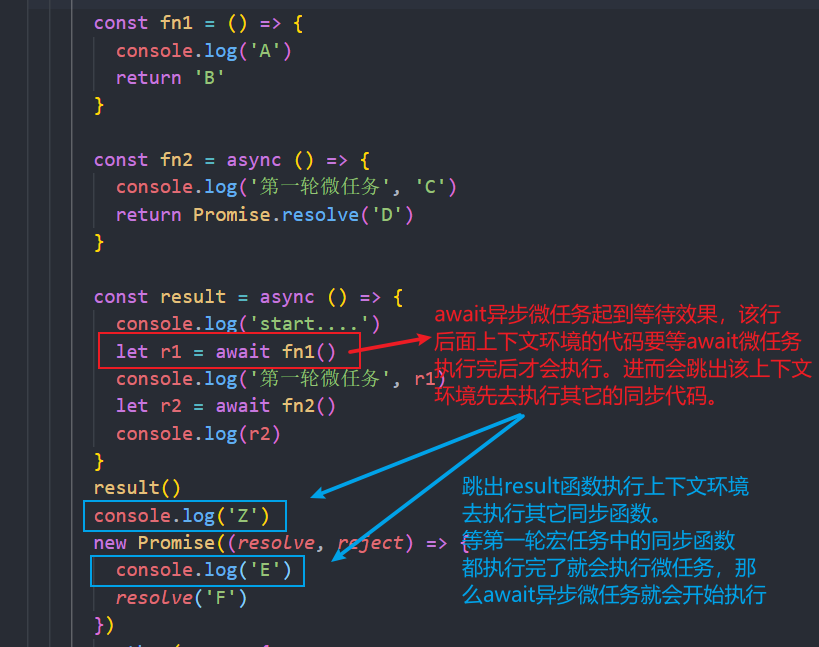 const fn1 = () => {
console.log('A')
return 'B'
}
const fn2 = async () => {
console.log('第一轮微任务', 'C')
return Promise.resolve('D')
}
const result = async () => {
console.log('start....')
let r1 = await fn1()
console.log('第一轮微任务', r1)
let r2 = await fn2()
console.log(r2)
}
result()
console.log('Z')
new Promise((resolve, reject) => {
console.log('E')
resolve('F')
})
await异步微任务起到等待效果，该行
后面上下文环境的代码要等await微任务
执行完后才会执行。进而会跳出该上下文
环境先去执行其它的同步代码。
跳出result函数执行上下文环境
去执行其它同步函数。
等第一轮宏任务中的同步函数
都执行完了就会执行微任务，那
么await异步微任务就会开始执行